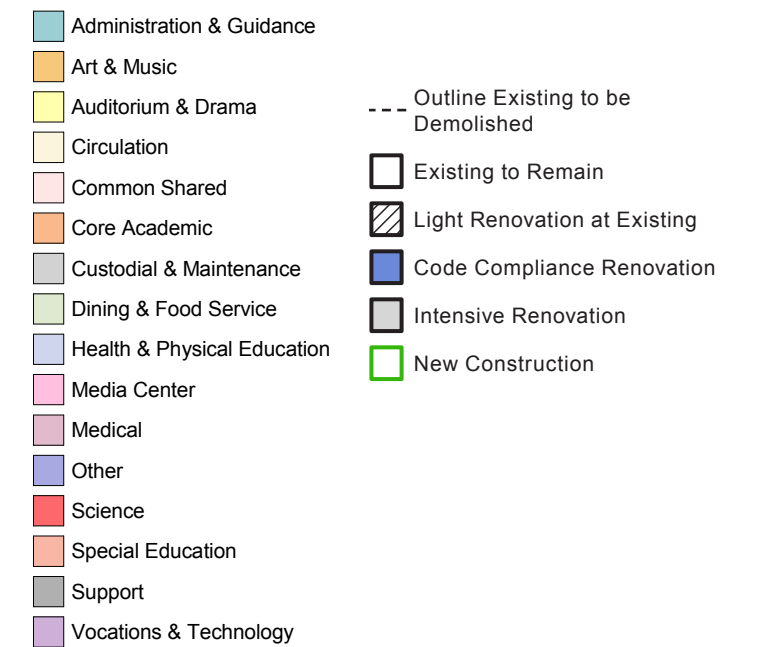 Administration & Guidance
Art & Music
Auditorium & Drama
Circulation
Common Shared
Core Academic
Custodial & Maintenance
Dining & Food Service
Health & Physical Education
Media Center
Medical
Other
Science
Special Education
Support
Vocations & Technology
Outline Existing to be
Demolished
Existing to Remain
Light Renovation at Existing
Code Compliance Renovation
Intensive Renovation
New Construction